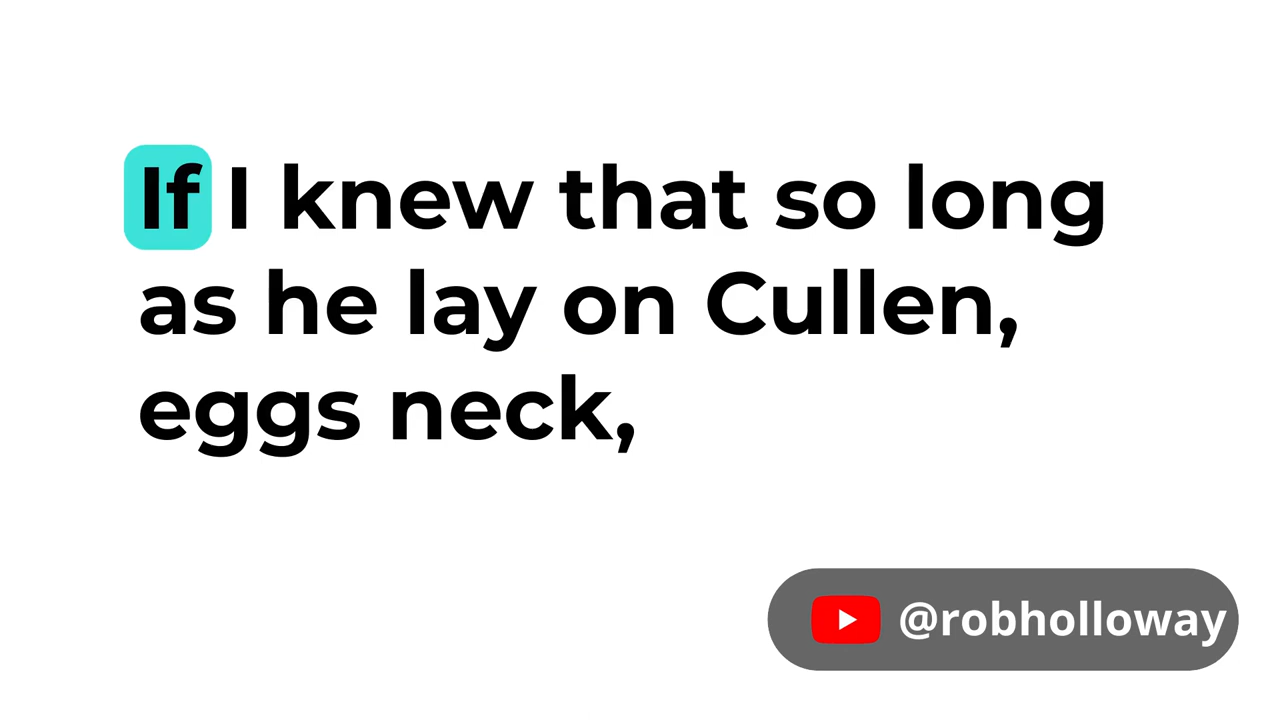 If I knew that so long
as he lay on Cullen,
eggs neck,
@robholloway